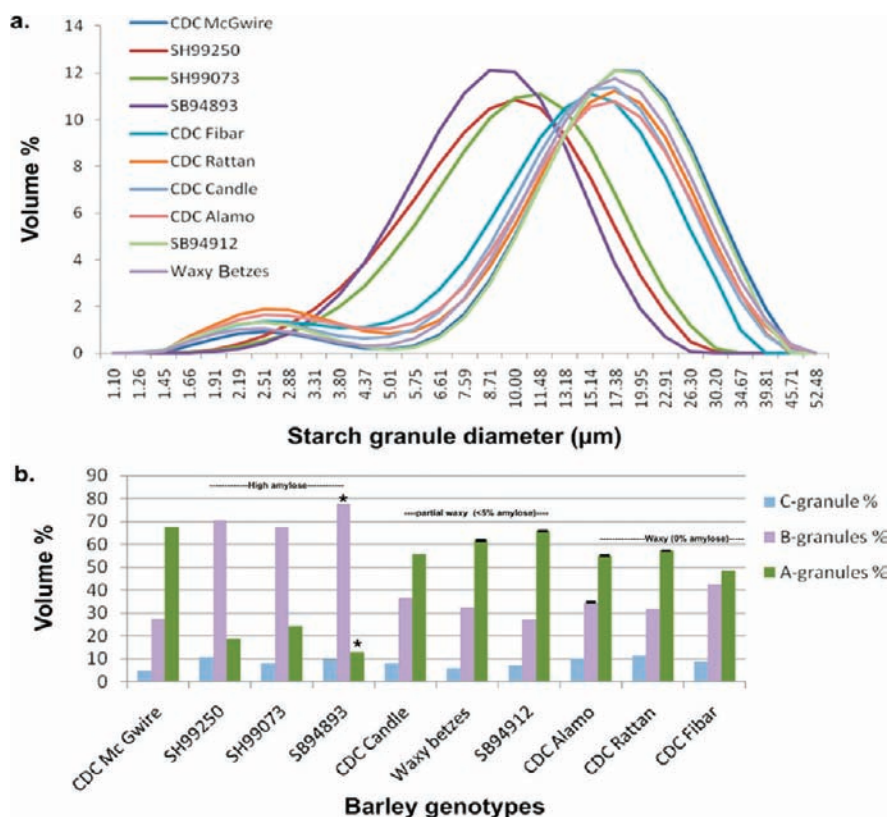 a.
CDC McGwire
SH99250
SH99073
SB94893
CDC Fibar
CDC Rattan
CDC Candle
CDC Alamo
SB94912
Waxy Betzes
Volume %
14
12
10
8
6
4
2
0
1.10 1.26 1.45 1.66 1.91 2.19 2.51 2.88 3.31 3.80 4.37 5.01 5.75 6.61 7.59 8.71 10.00 11.48 13.18 15.14 17.38 19.95 22.91 26.30 30.20 34.67 39.81 45.71 52.48
Starch granule diameter (µm)
b.
Volume %
90
80
70
60
50
40
30
20
10
0
High amylose
*
*
partial waxy (<5% amylose)
Waxy (0% amylose)
C-granule %
B-granules %
A-granules %
CDC Mc Gwire
SH99250
SH99073
SB94893
CDC Candle
Waxy betzes
SB94912
CDC Alamo
CDC Rattan
CDC Fibar
Barley genotypes